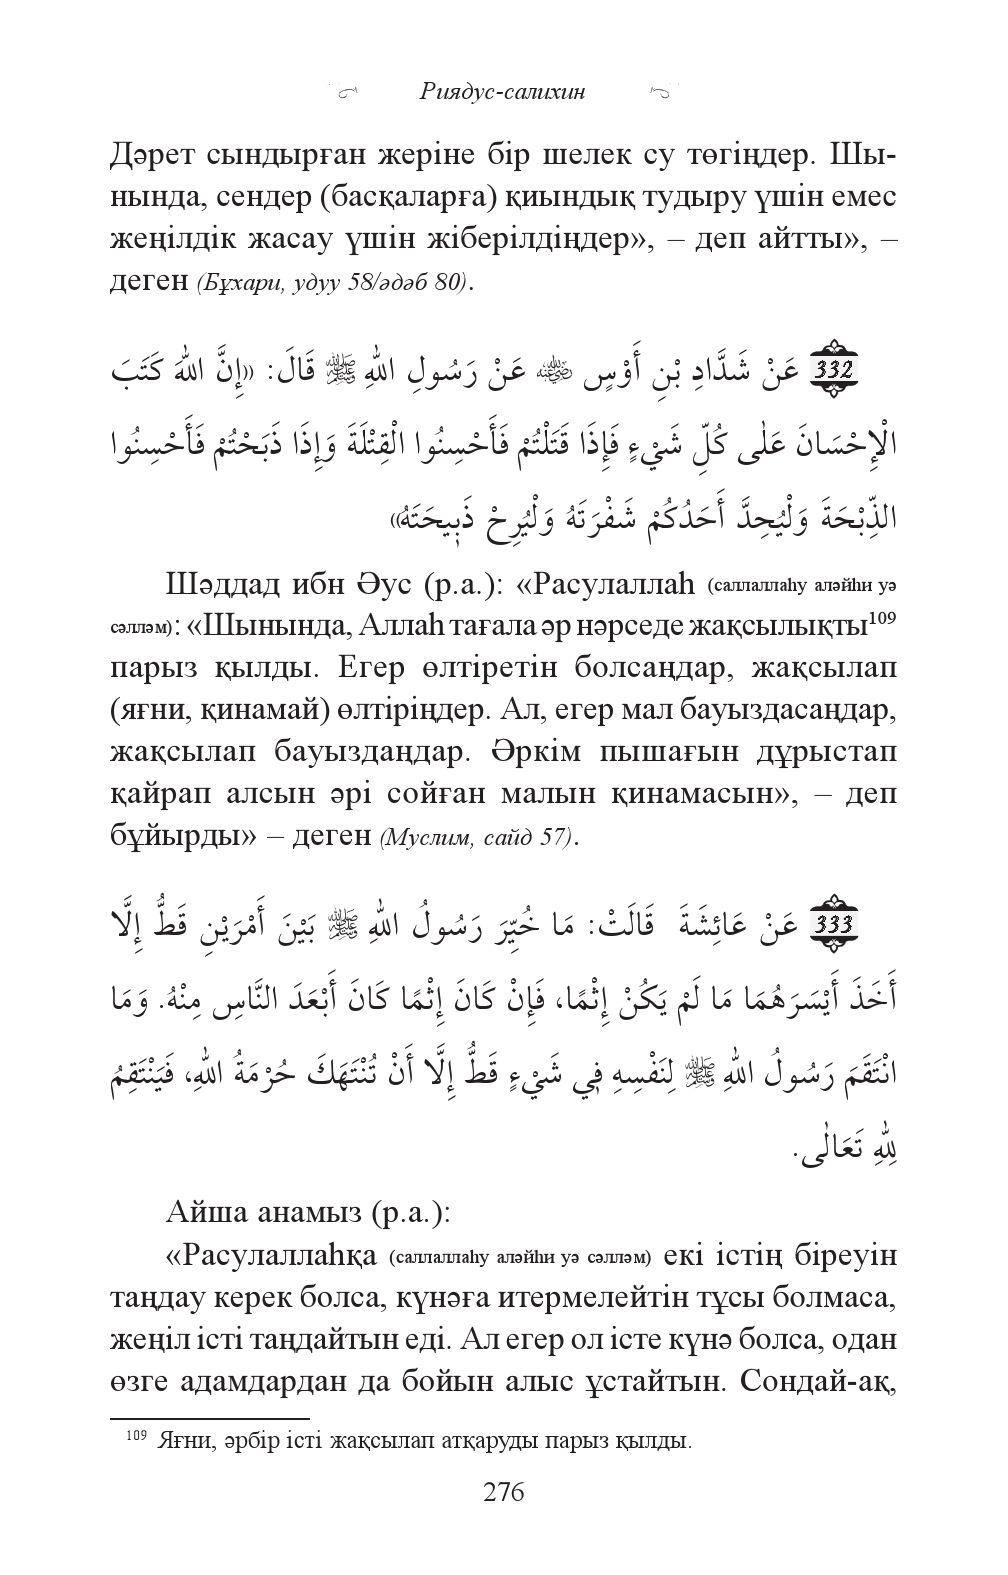 Риядус-салихин
Дәрет сындырған жеріне бір шелек су төгіңдер. Шы-
нында, сендер (басқаларға) қиындық тудыру үшін емес
жеңілдік жасау үшін жіберілдіңдер», – деп айтты», –
деген (Бұхари, удуу 58/әдәб 80).
332 عَنْ شَدَّادِ بْنِ أَوْسٍ ؓ عَنْ رَسُولِ اللهِ ﷺ قَالَ: «إِنَّ اللهَ كَتَبَ
الْإِحْسَانَ عَلٰى كُلِّ شَيْءٍ فَإِذَا قَتَلْتُمْ فَأَحْسِنُوا الْقِتْلَةَ وَإِذَا ذَبَحْتُمْ فَأَحْسِنُوا
الذِّبْحَةَ وَلْيُحِدَّ أَحَدُكُمْ شَفْرَتَهُ وَلْيُرِحْ ذَبِيحَتَهُ»
Шәддад ибн Әус (р.а.): «Расулаллаһ (саллаллаһу аләйһи уә
сәлләм): «Шынында, Аллаһ тағала әр нәрседе жақсылықты¹⁰⁹
парыз қылды. Егер өлтіретін болсаңдар, жақсылап
(яғни, қинамай) өлтіріңдер. Ал, егер мал бауыздасаңдар,
жақсылап бауыздаңдар. Әркім пышағын дұрыстап
қайрап алсын әрі сойған малын қинамасын», – деп
бұйырды» – деген (Муслим, сайд 57).
333 عَنْ عَائِشَةَ قَالَتْ: مَا خُيِّرَ رَسُولُ اللهِ ﷺ بَيْنَ أَمْرَيْنِ قَطُّ إِلَّا
أَخَذَ أَيْسَرَهُمَا مَا لَمْ يَكُنْ إِثْمًا، فَإِنْ كَانَ إِثْمًا كَانَ أَبْعَدَ النَّاسِ مِنْهُ. وَمَا
انْتَقَمَ رَسُولُ اللهِ ﷺ لِنَفْسِهِ فِي شَيْءٍ قَطُّ إِلَّا أَنْ تُنْتَهَكَ حُرْمَةُ اللهِ، فَيَنْتَقِمُ
لِلّٰهِ تَعَالٰى.
Айша анамыз (р.а.):
«Расулаллаһқа (саллаллаһу аләйһи уә сәлләм) екі істің біреуін
таңдау керек болса, күнәға итермелейтін тұсы болмаса,
жеңіл істі таңдайтын еді. Ал егер ол істе күнә болса, одан
өзге адамдардан да бойын алыс ұстайтын. Сондай-ақ,
¹⁰⁹ Яғни, әрбір істі жақсылап атқаруды парыз қылды.
276